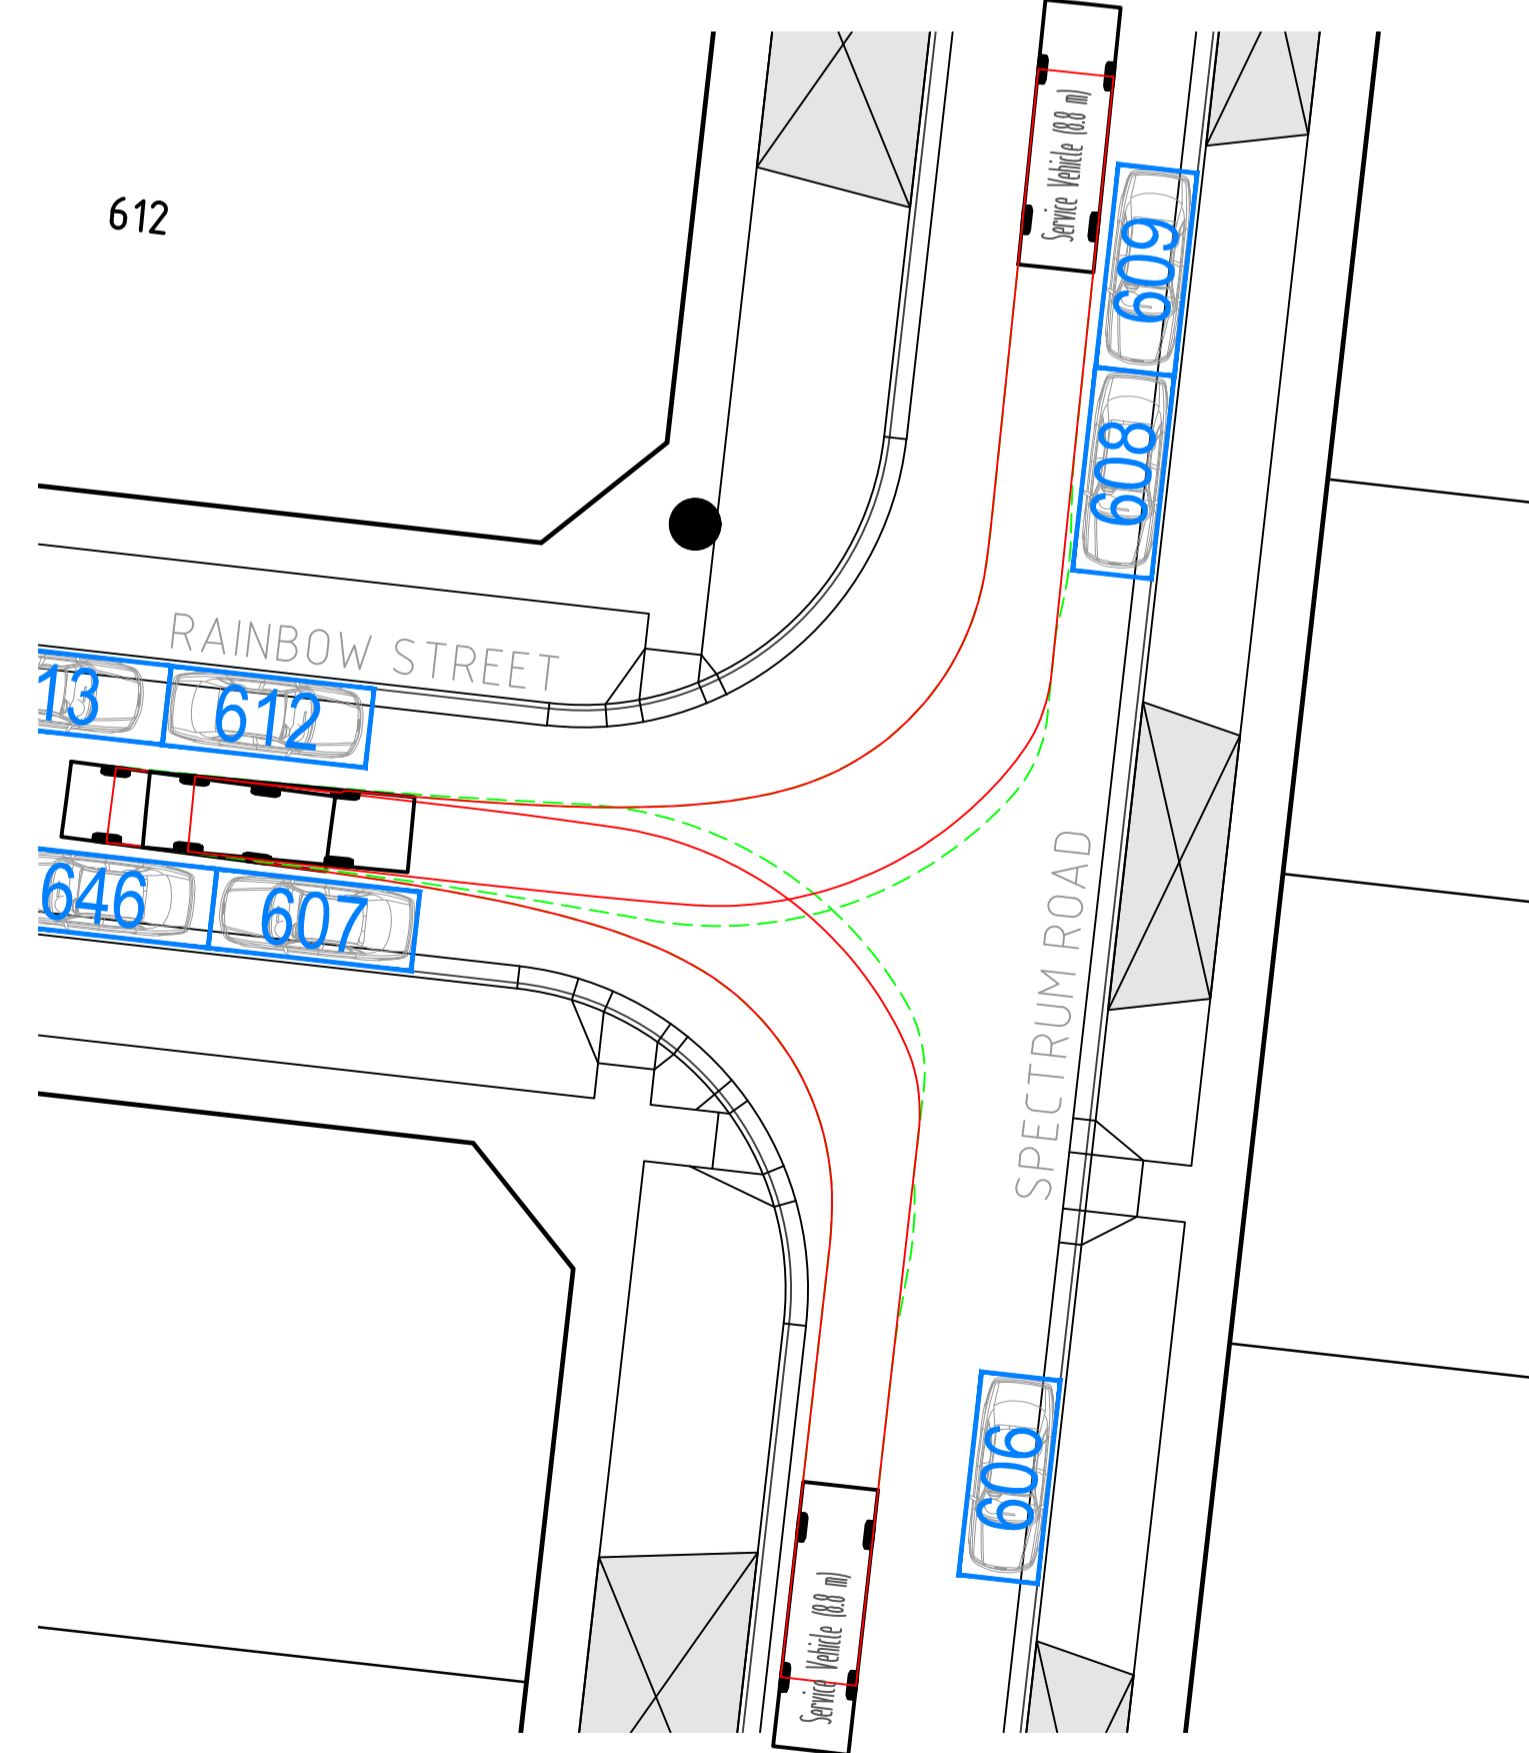 Service Vehicle (8.8 m)
612
609
608
RAINBOW STREET
13
612
646
607
SPECTRUM ROAD
606
Service Vehicle (8.8 m)